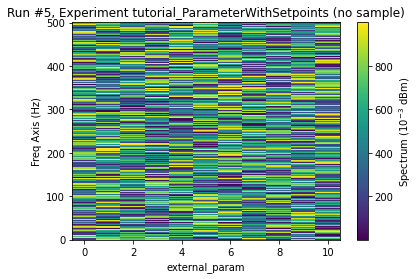 Run #5, Experiment tutorial_ParameterWithSetpoints (no sample)
500
400
300
200
100
0
Freq Axis (Hz)
0 2 4 6 8 10
external_param
800
600
400
200
Spectrum (10⁻³ dBm)